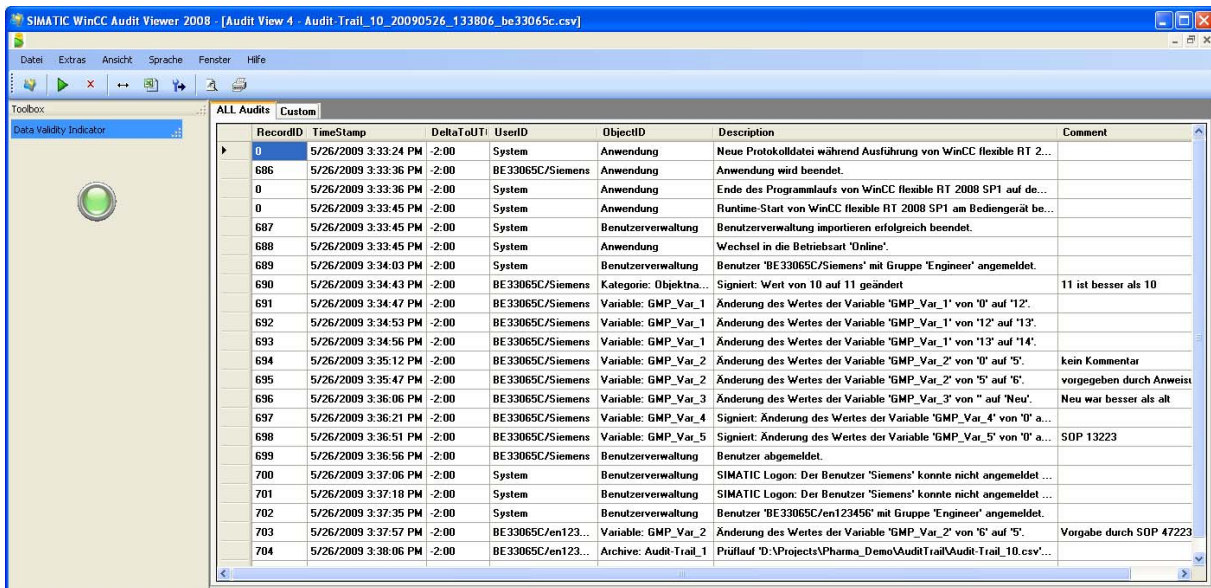 SIMATIC WinCC Audit Viewer 2008 - [Audit View 4 - Audit-Trail_10_20090526_133806_be33065c.csv]
Datei Extras Ansicht Sprache Fenster Hilfe
Toolbox
Data Validity Indicator
ALL Audits Custom
RecordID TimeStamp DeltaToUT UserID ObjectID Description Comment
0 5/26/2009 3:33:24 PM -2:00 System Anwendung Neue Protokolldatei während Ausführung von WinCC flexible RT 2...
686 5/26/2009 3:33:36 PM -2:00 BE33065C/Siemens Anwendung Anwendung wird beendet.
0 5/26/2009 3:33:36 PM -2:00 System Anwendung Ende des Programmlaufs von WinCC flexible RT 2008 SP1 auf de...
0 5/26/2009 3:33:45 PM -2:00 System Anwendung Runtime-Start von WinCC flexible RT 2008 SP1 am Bediengerät be...
687 5/26/2009 3:33:45 PM -2:00 System Benutzerverwaltung Benutzerverwaltung importieren erfolgreich beendet.
688 5/26/2009 3:33:45 PM -2:00 System Anwendung Wechsel in die Betriebsart 'Online'.
689 5/26/2009 3:34:03 PM -2:00 System Benutzerverwaltung Benutzer 'BE33065C/Siemens' mit Gruppe 'Engineer' angemeldet.
690 5/26/2009 3:34:43 PM -2:00 BE33065C/Siemens Kategorie: Objektna... Signiert: Wert von 10 auf 11 geändert 11 ist besser als 10
691 5/26/2009 3:34:47 PM -2:00 BE33065C/Siemens Variable: GMP_Var_1 Änderung des Wertes der Variable 'GMP_Var_1' von '0' auf '12'.
692 5/26/2009 3:34:53 PM -2:00 BE33065C/Siemens Variable: GMP_Var_1 Änderung des Wertes der Variable 'GMP_Var_1' von '12' auf '13'.
693 5/26/2009 3:34:56 PM -2:00 BE33065C/Siemens Variable: GMP_Var_1 Änderung des Wertes der Variable 'GMP_Var_1' von '13' auf '14'.
694 5/26/2009 3:35:12 PM -2:00 BE33065C/Siemens Variable: GMP_Var_2 Änderung des Wertes der Variable 'GMP_Var_2' von '0' auf '5'. kein Kommentar
695 5/26/2009 3:35:47 PM -2:00 BE33065C/Siemens Variable: GMP_Var_2 Änderung des Wertes der Variable 'GMP_Var_2' von '5' auf '6'. vorgegeben durch Anweisu
696 5/26/2009 3:36:06 PM -2:00 BE33065C/Siemens Variable: GMP_Var_3 Änderung des Wertes der Variable 'GMP_Var_3' von '' auf 'Neu'. Neu war besser als alt
697 5/26/2009 3:36:21 PM -2:00 BE33065C/Siemens Variable: GMP_Var_4 Signiert: Änderung des Wertes der Variable 'GMP_Var_4' von '0' a...
698 5/26/2009 3:36:51 PM -2:00 BE33065C/Siemens Variable: GMP_Var_5 Signiert: Änderung des Wertes der Variable 'GMP_Var_5' von '0' a... SOP 13223
699 5/26/2009 3:36:56 PM -2:00 BE33065C/Siemens Benutzerverwaltung Benutzer abgemeldet.
700 5/26/2009 3:37:06 PM -2:00 System Benutzerverwaltung SIMATIC Logon: Der Benutzer 'Siemens' konnte nicht angemeldet ...
701 5/26/2009 3:37:18 PM -2:00 System Benutzerverwaltung SIMATIC Logon: Der Benutzer 'Siemens' konnte nicht angemeldet ...
702 5/26/2009 3:37:35 PM -2:00 System Benutzerverwaltung Benutzer 'BE33065C/en123456' mit Gruppe 'Engineer' angemeldet.
703 5/26/2009 3:37:57 PM -2:00 BE33065C/en123... Variable: GMP_Var_2 Änderung des Wertes der Variable 'GMP_Var_2' von '6' auf '5'. Vorgabe durch SOP 47223
704 5/26/2009 3:38:06 PM -2:00 BE33065C/en123... Archive: Audit-Trail_1 Prüflauf 'D:\Projects\Pharma_Demo\AuditTrail\Audit-Trail_10.csv'...